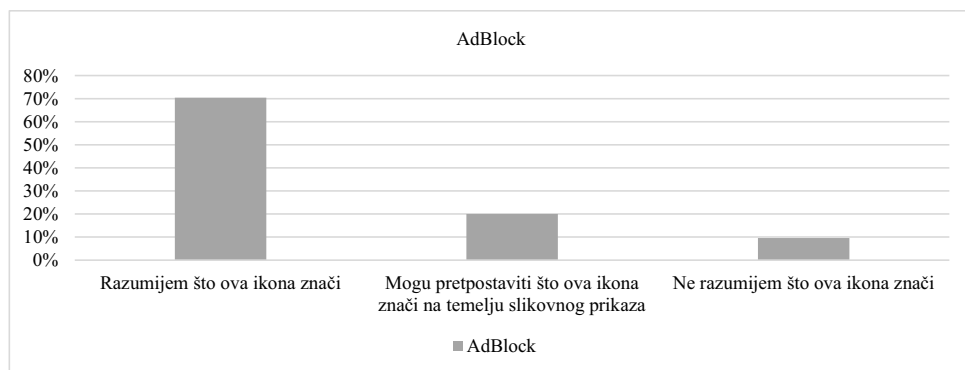 AdBlock
80%
70%
60%
50%
40%
30%
20%
10%
0%
Razumijem što ova ikona znači
Mogu pretpostaviti što ova ikona
znači na temelju slikovnog prikaza
Ne razumijem što ova ikona znači
AdBlock